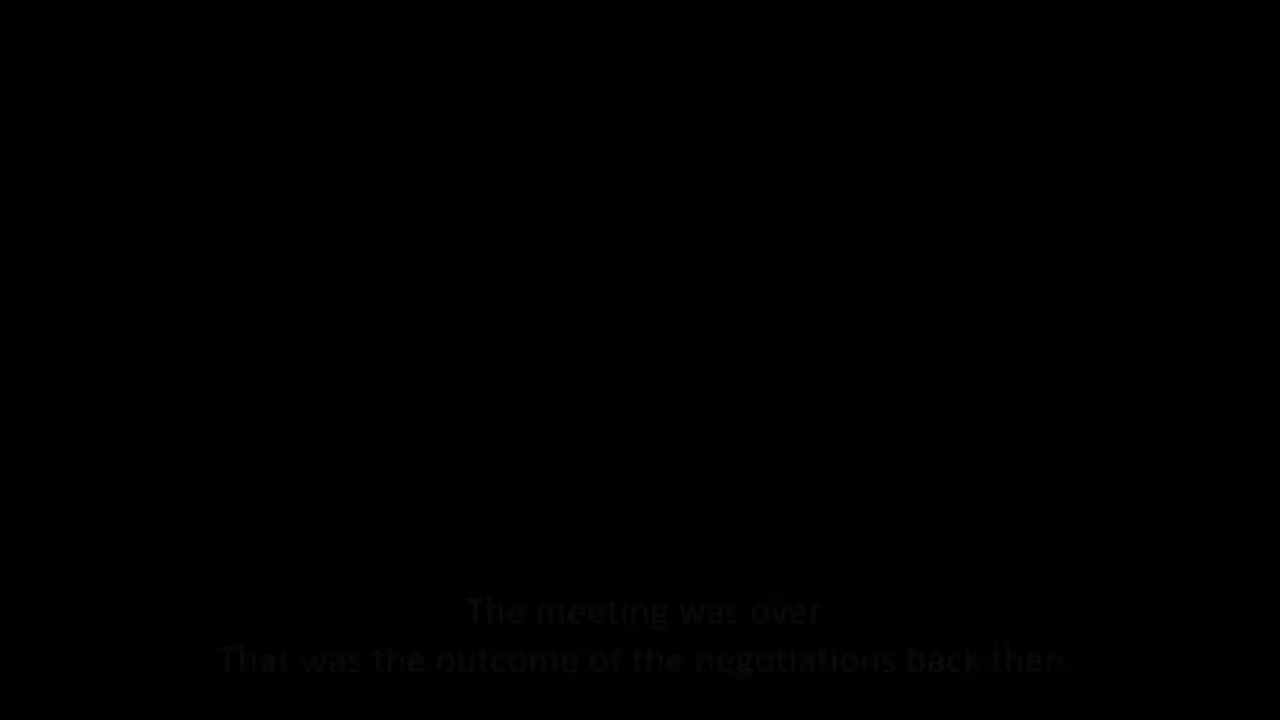 The meeting was over
That was the outcome of the negotiations back then.